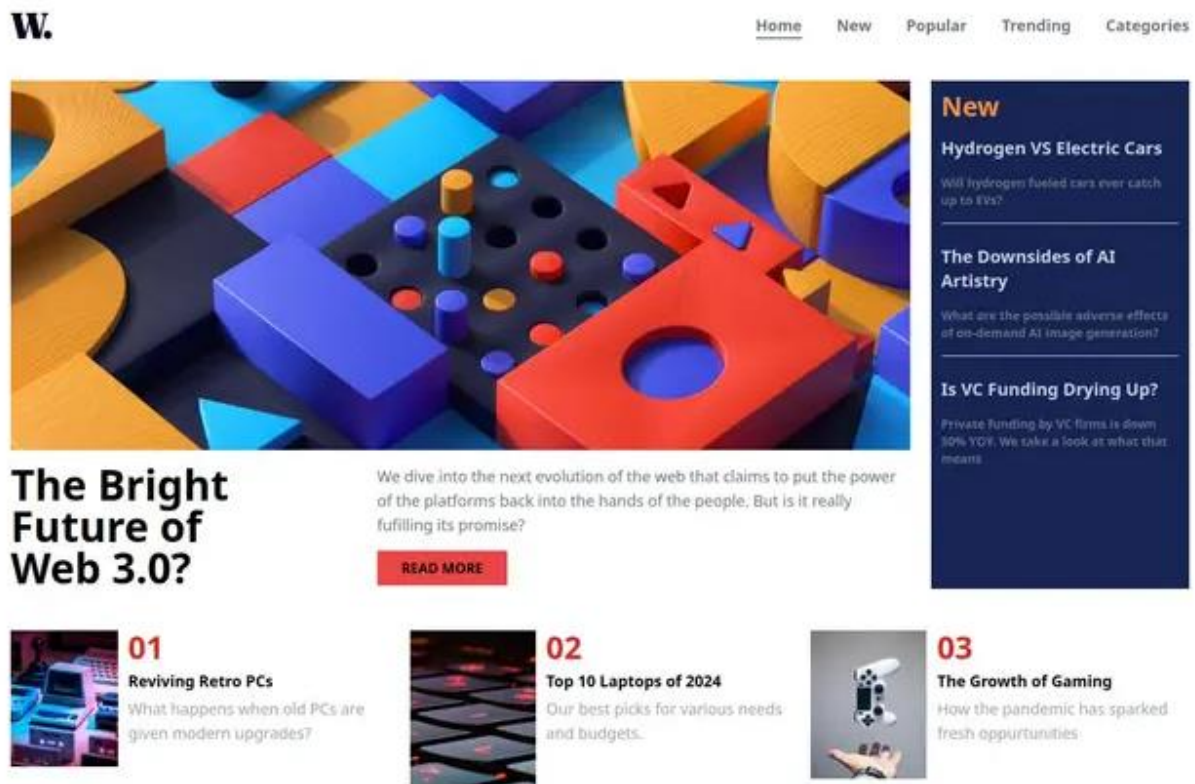 W.
Home New Popular Trending Categories
New
Hydrogen VS Electric Cars
Will hydrogen fueled cars ever catch
up to EVs?
The Downsides of AI
Artistry
What are the possible adverse effects
of on-demand AI image generation?
Is VC Funding Drying Up?
Private funding by VC firms is down
50% YOY. We take a look at what that
means
The Bright
Future of
Web 3.0?
We dive into the next evolution of the web that claims to put the power
of the platforms back into the hands of the people. But is it really
fufilling its promise?
READ MORE
01
Reviving Retro PCs
What happens when old PCs are
given modern upgrades?
02
Top 10 Laptops of 2024
Our best picks for various needs
and budgets.
03
The Growth of Gaming
How the pandemic has sparked
fresh oppurtunities